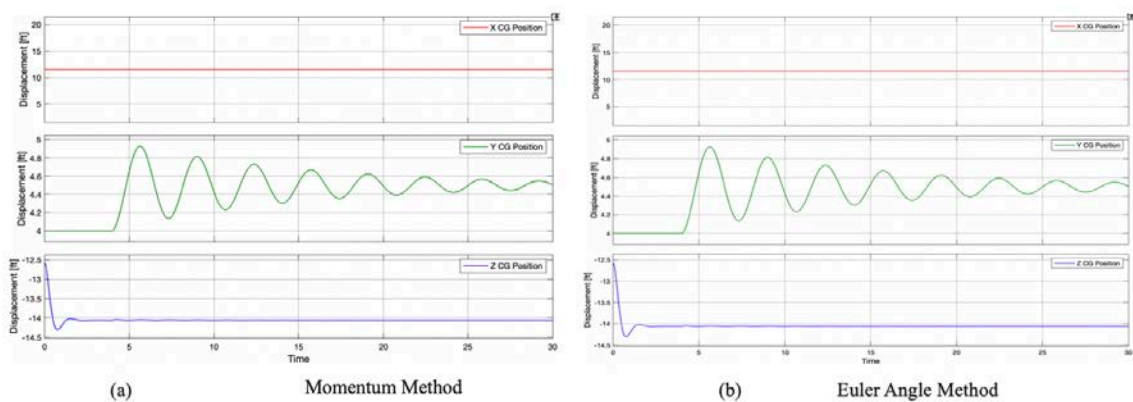 X CG Position
Displacement [ft]
20
15
10
5
Y CG Position
Displacement [ft]
5
4.8
4.6
4.4
4.2
4
Z CG Position
Displacement [ft]
-12.5
-13
-13.5
-14
-14.5
0 5 10 15 20 25 30
Time
(a) Momentum Method
X CG Position
Displacement [ft]
20
15
10
5
Y CG Position
Displacement [ft]
5
4.8
4.6
4.4
4.2
4
Z CG Position
Displacement [ft]
-12.5
-13
-13.5
-14
-14.5
0 5 10 15 20 25 30
Time
(b) Euler Angle Method